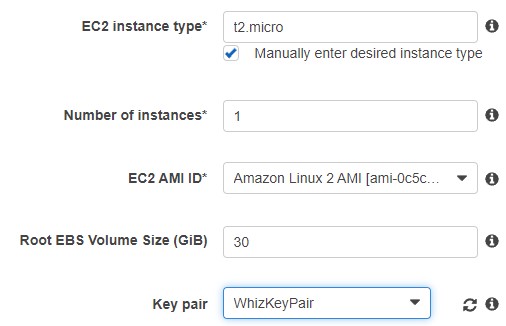 EC2 instance type* t2.micro
Manually enter desired instance type
Number of instances* 1
EC2 AMI ID* Amazon Linux 2 AMI [ami-0c5c...
Root EBS Volume Size (GiB) 30
Key pair WhizKeyPair